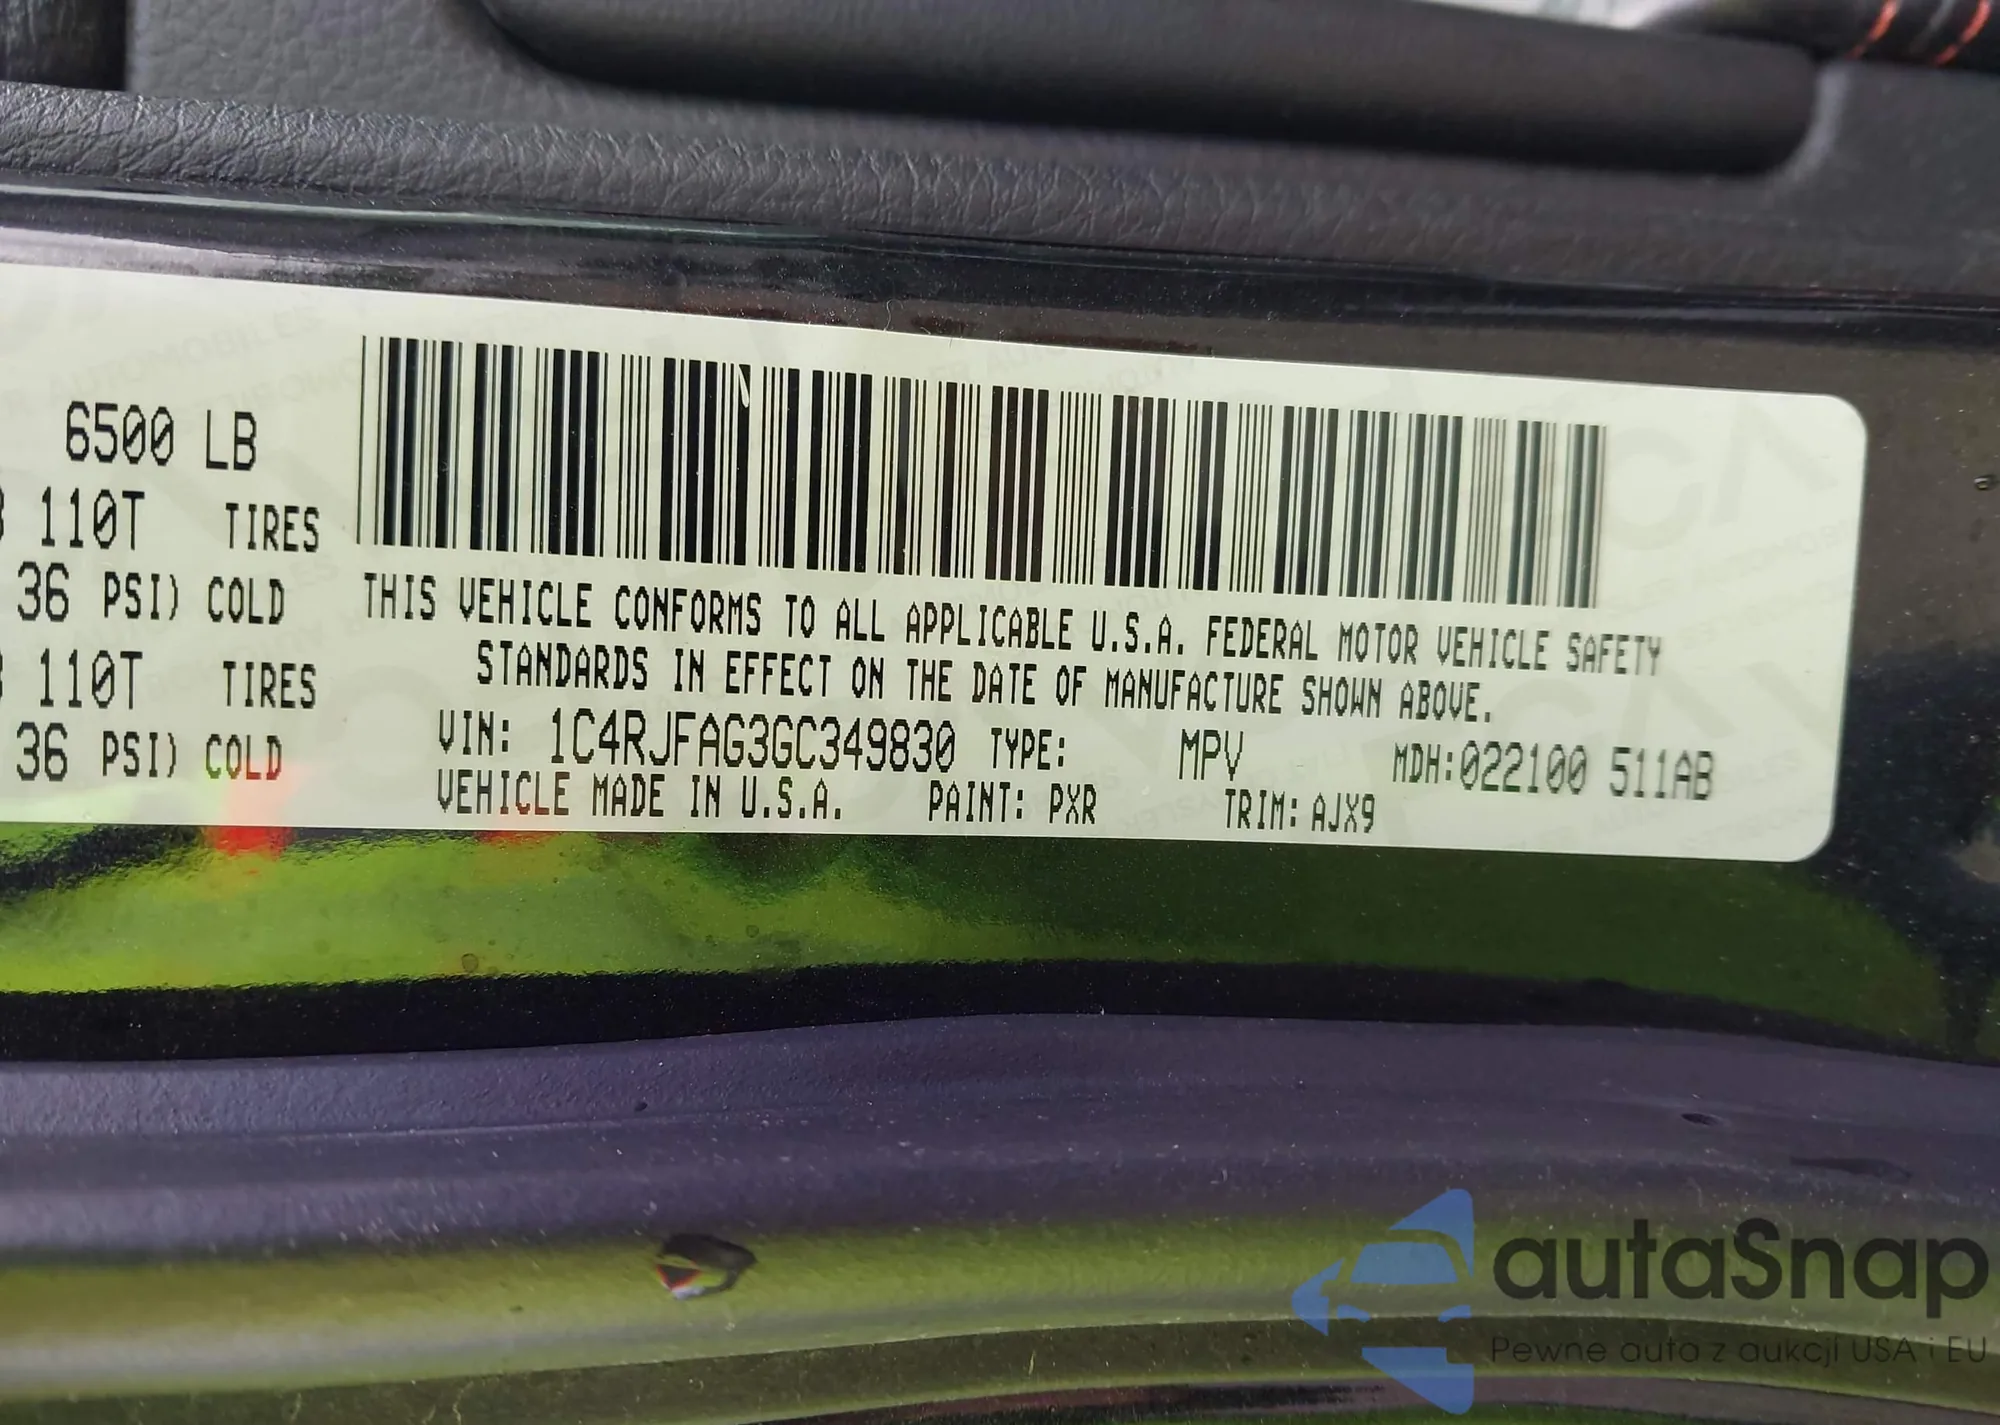 6500 LB
110T TIRES
36 PSI) COLD
110T TIRES
36 PSI) COLD
THIS VEHICLE CONFORMS TO ALL APPLICABLE U.S.A. FEDERAL MOTOR VEHICLE SAFETY
STANDARDS IN EFFECT ON THE DATE OF MANUFACTURE SHOWN ABOVE.
VIN: 1C4RJFAG3GC349830 TYPE: MPV MDH:022100 511AB
VEHICLE MADE IN U.S.A. PAINT: PXR TRIM: AJX9
autaSnap
Pewne auto z aukcji USA i EU